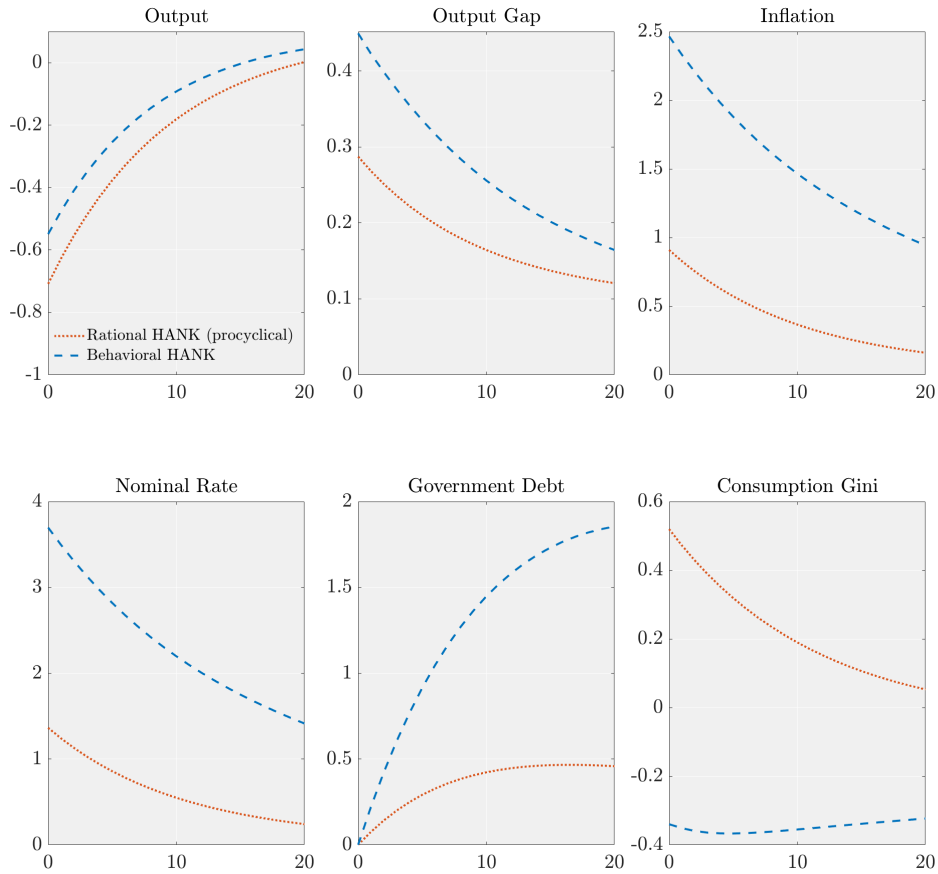 Output
0
-0.2
-0.4
-0.6
-0.8
-1
0 10 20
Rational HANK (procyclical)
Behavioral HANK
Output Gap
0.4
0.3
0.2
0.1
0
0 10 20
Inflation
2.5
2
1.5
1
0.5
0
0 10 20
Nominal Rate
4
3
2
1
0
0 10 20
Government Debt
2
1.5
1
0.5
0
0 10 20
Consumption Gini
0.6
0.4
0.2
0
-0.2
-0.4
0 10 20